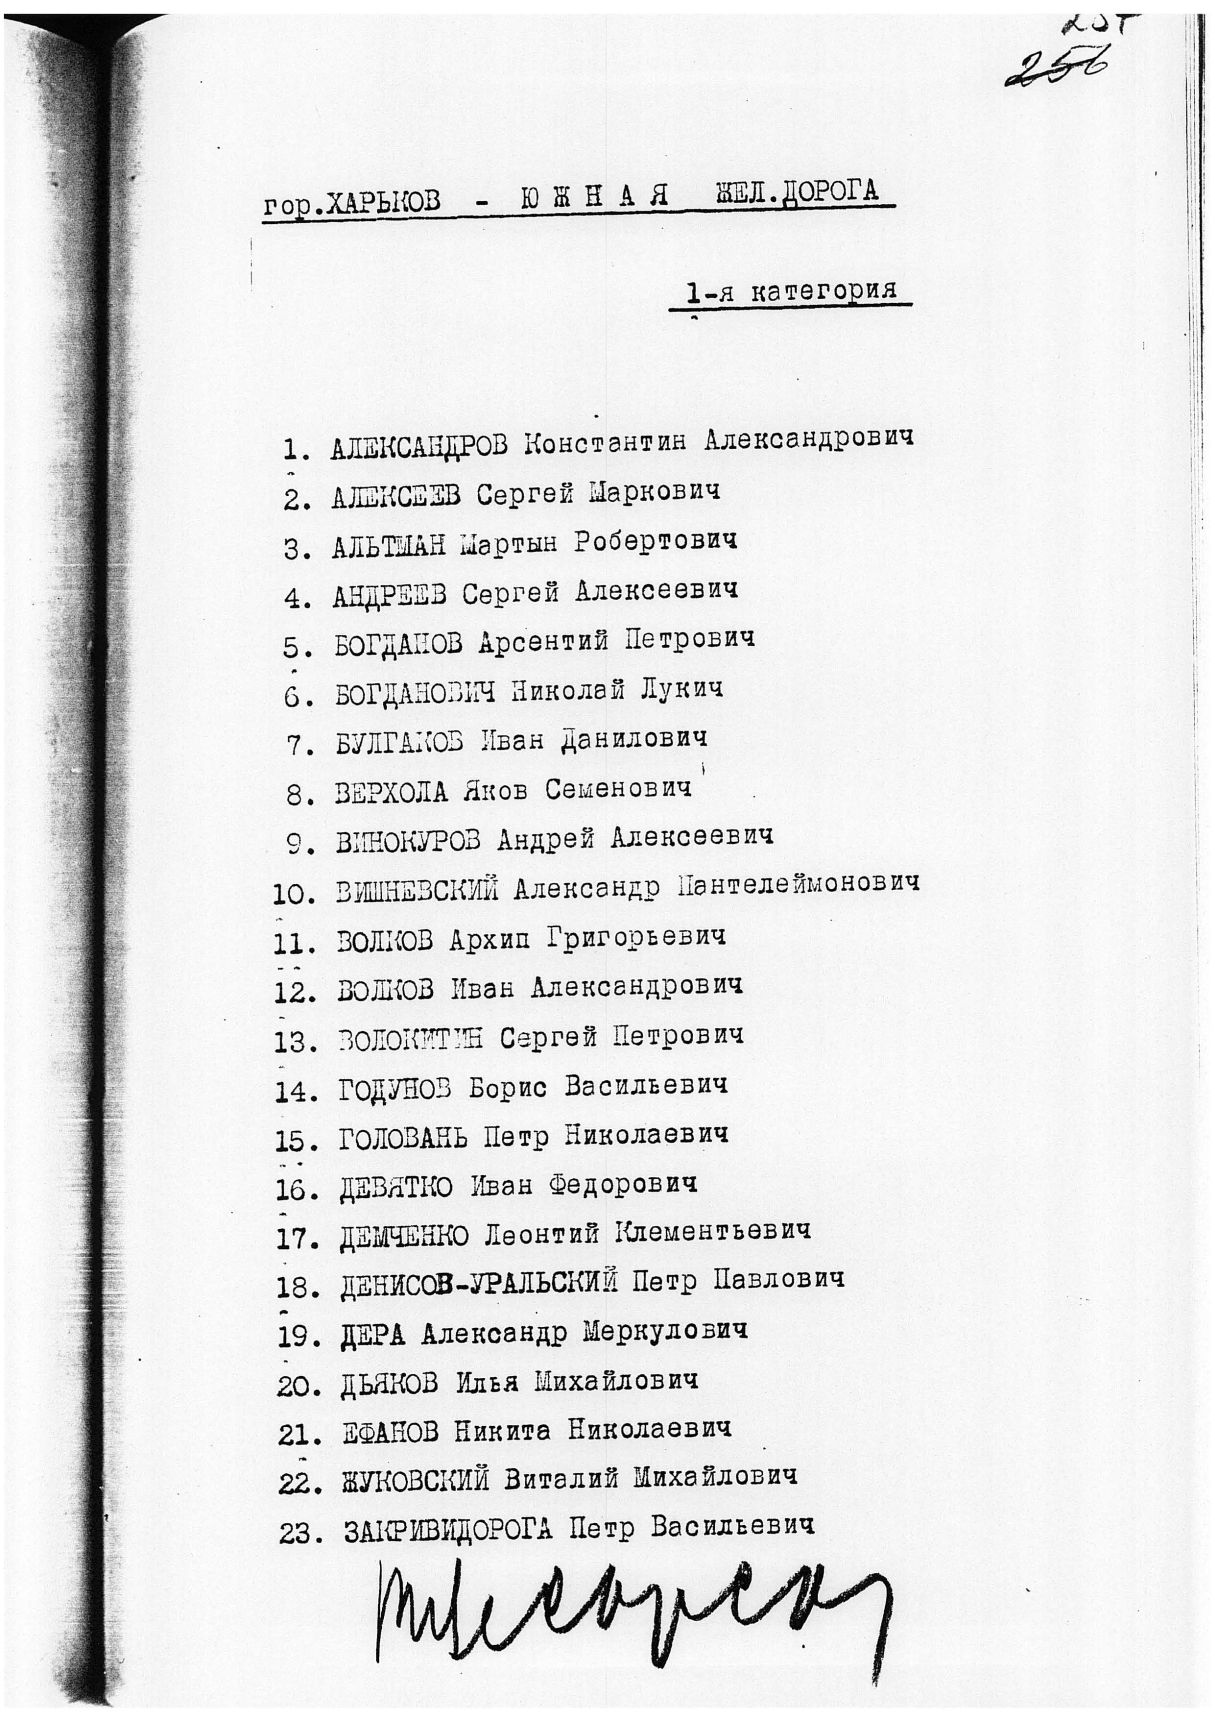 257
256
гор.ХАРЬКОВ - Ю Ж Н А Я ЖЕЛ.ДОРОГА
1-я категория
1. АЛЕКСАНДРОВ Константин Александрович
2. АЛЕКСЕЕВ Сергей Маркович
3. АЛЬТМАН Мартын Робертович
4. АНДРЕЕВ Сергей Алексеевич
5. БОГДАНОВ Арсентий Петрович
6. БОГДАНОВИЧ Николай Лукич
7. БУЛГАКОВ Иван Данилович
8. ВЕРХОЛА Яков Семенович
9. ВИНОКУРОВ Андрей Алексеевич
10. ВИШНЕВСКИЙ Александр Пантелеймонович
11. ВОЛКОВ Архип Григорьевич
12. ВОЛКОВ Иван Александрович
13. ВОЛОКИТИН Сергей Петрович
14. ГОДУНОВ Борис Васильевич
15. ГОЛОВАНЬ Петр Николаевич
16. ДЕВЯТКО Иван Федорович
17. ДЕМЧЕНКО Леонтий Клементьевич
18. ДЕНИСОВ-УРАЛЬСКИЙ Петр Павлович
19. ДЕРА Александр Меркулович
20. ДЬЯКОВ Илья Михайлович
21. ЕФАНОВ Никита Николаевич
22. ЖУКОВСКИЙ Виталий Михайлович
23. ЗАКРИВИДОРОГА Петр Васильевич